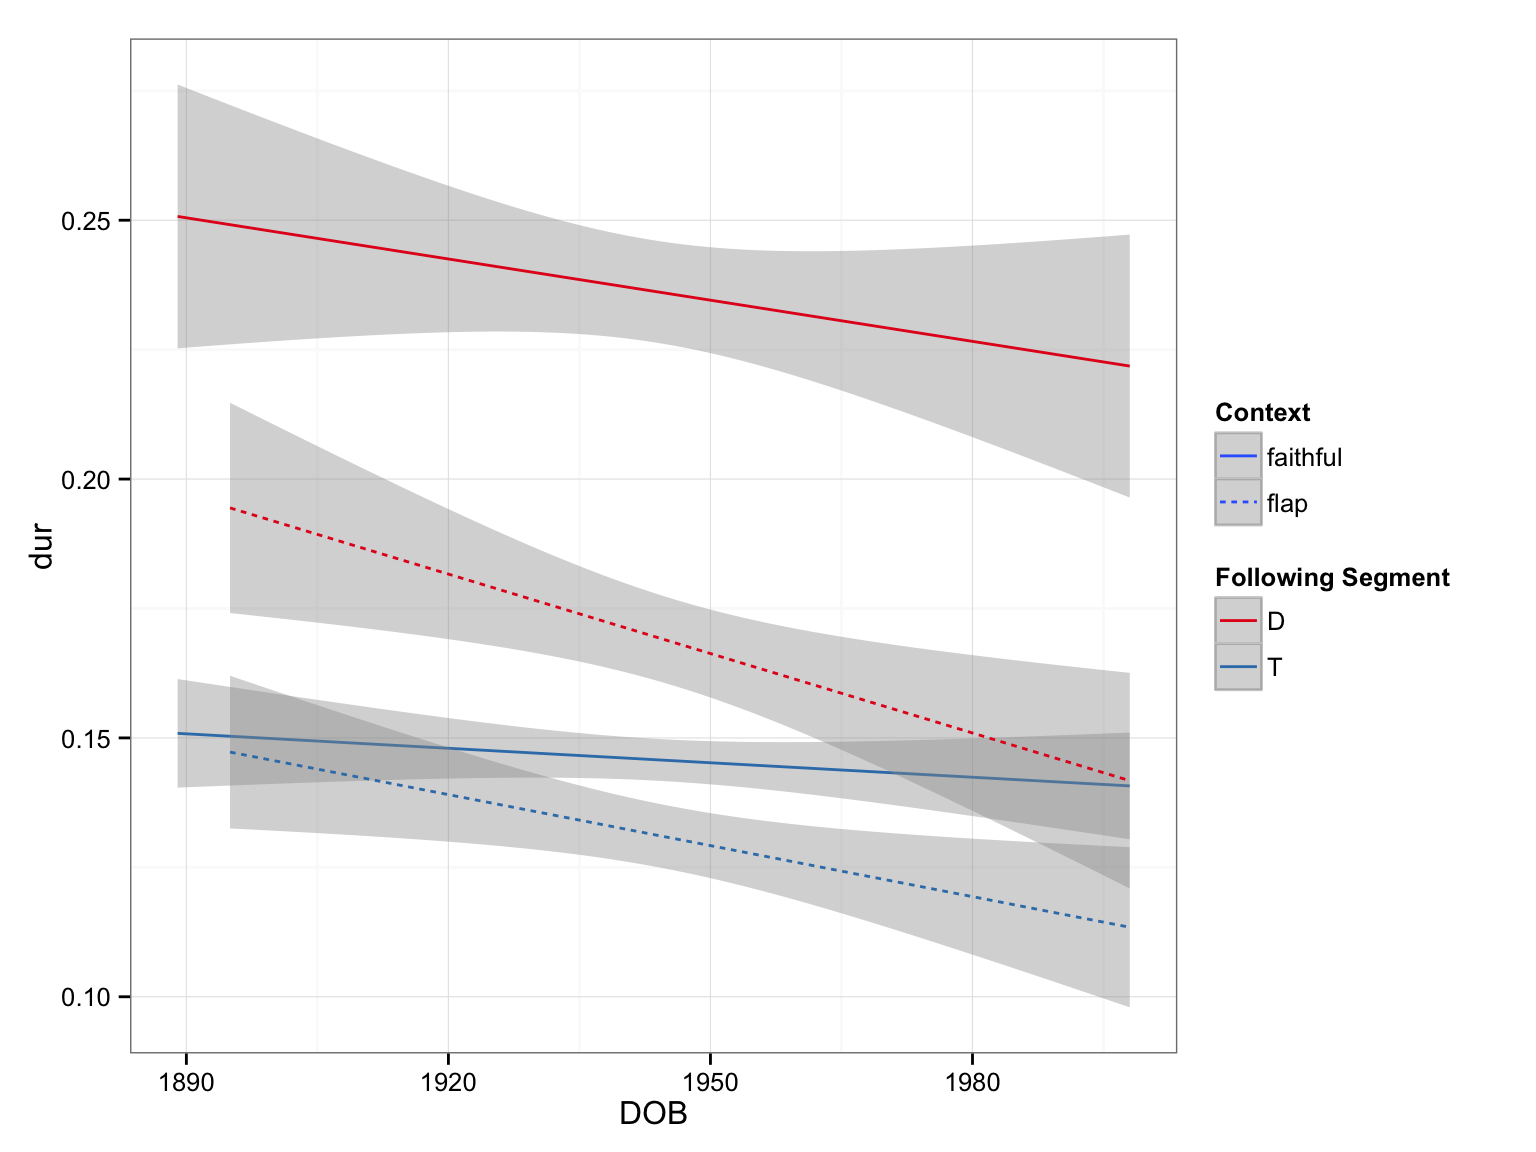 0.25
0.20
0.15
0.10
dur
1890 1920 1950 1980
DOB
Context
faithful
flap
Following Segment
D
T